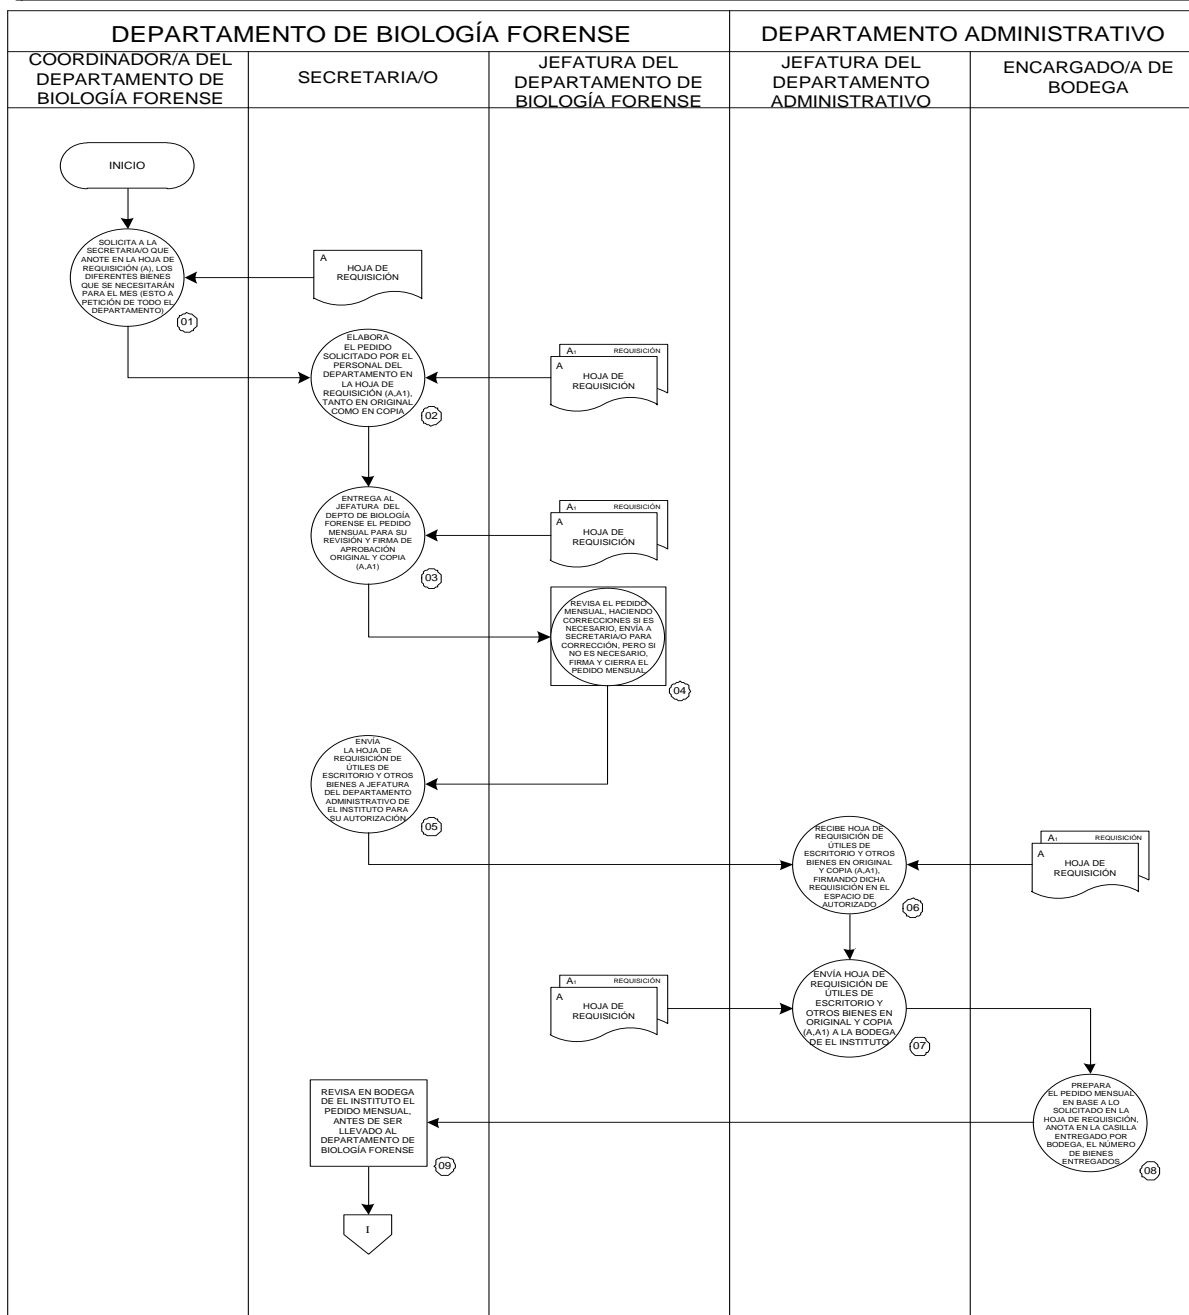 DEPARTAMENTO DE BIOLOGÍA FORENSE
DEPARTAMENTO ADMINISTRATIVO
COORDINADOR/A DEL
DEPARTAMENTO DE
BIOLOGÍA FORENSE
SECRETARIA/O
JEFATURA DEL
DEPARTAMENTO DE
BIOLOGÍA FORENSE
JEFATURA DEL
DEPARTAMENTO
ADMINISTRATIVO
ENCARGADO/A DE
BODEGA
INICIO
SOLICITA A LA
SECRETARIA/O QUE
ANOTE EN LA HOJA DE
REQUISICIÓN (A), LOS
DIFERENTES BIENES
QUE SE NECESITARÁN
PARA EL MES (ESTO A
PETICIÓN DE TODO EL
DEPARTAMENTO)
01
A
HOJA DE
REQUISICIÓN
ELABORA
EL PEDIDO
SOLICITADO POR EL
PERSONAL DEL
DEPARTAMENTO EN
LA HOJA DE
REQUISICIÓN (A,A1),
TANTO EN ORIGINAL
COMO EN COPIA
02
A1 REQUISICIÓN
A
HOJA DE
REQUISICIÓN
ENTREGA AL
JEFATURA DEL
DEPTO DE BIOLOGÍA
FORENSE EL PEDIDO
MENSUAL PARA SU
REVISIÓN Y FIRMA DE
APROBACIÓN
ORIGINAL Y COPIA
(A,A1)
03
A1 REQUISICIÓN
A
HOJA DE
REQUISICIÓN
REVISA EL PEDIDO
MENSUAL, HACIENDO
CORRECCIONES SI ES
NECESARIO, ENVÍA A
SECRETARIA/O PARA
CORRECCIÓN, PERO SI
NO ES NECESARIO,
FIRMA Y CIERRA EL
PEDIDO MENSUAL
04
ENVÍA
LA HOJA DE
REQUISICIÓN DE
ÚTILES DE
ESCRITORIO Y OTROS
BIENES A JEFATURA
DEL DEPARTAMENTO
ADMINISTRATIVO DE
EL INSTITUTO PARA
SU AUTORIZACIÓN
05
RECIBE HOJA DE
REQUISICIÓN DE
ÚTILES DE
ESCRITORIO Y OTROS
BIENES EN ORIGINAL
Y COPIA (A,A1),
FIRMANDO DICHA
REQUISICIÓN EN EL
ESPACIO DE
AUTORIZADO
06
A1 REQUISICIÓN
A
HOJA DE
REQUISICIÓN
A1 REQUISICIÓN
A
HOJA DE
REQUISICIÓN
ENVÍA HOJA DE
REQUISICIÓN DE
ÚTILES DE
ESCRITORIO Y
OTROS BIENES EN
ORIGINAL Y COPIA
(A,A1) A LA BODEGA
DE EL INSTITUTO
07
PREPARA
EL PEDIDO MENSUAL
EN BASE A LO
SOLICITADO EN LA
HOJA DE REQUISICIÓN,
ANOTA EN LA CASILLA
ENTREGADO POR
BODEGA, EL NÚMERO
DE BIENES
ENTREGADOS
08
REVISA EN BODEGA
DE EL INSTITUTO EL
PEDIDO MENSUAL,
ANTES DE SER
LLEVADO AL
DEPARTAMENTO DE
BIOLOGÍA FORENSE
09
I